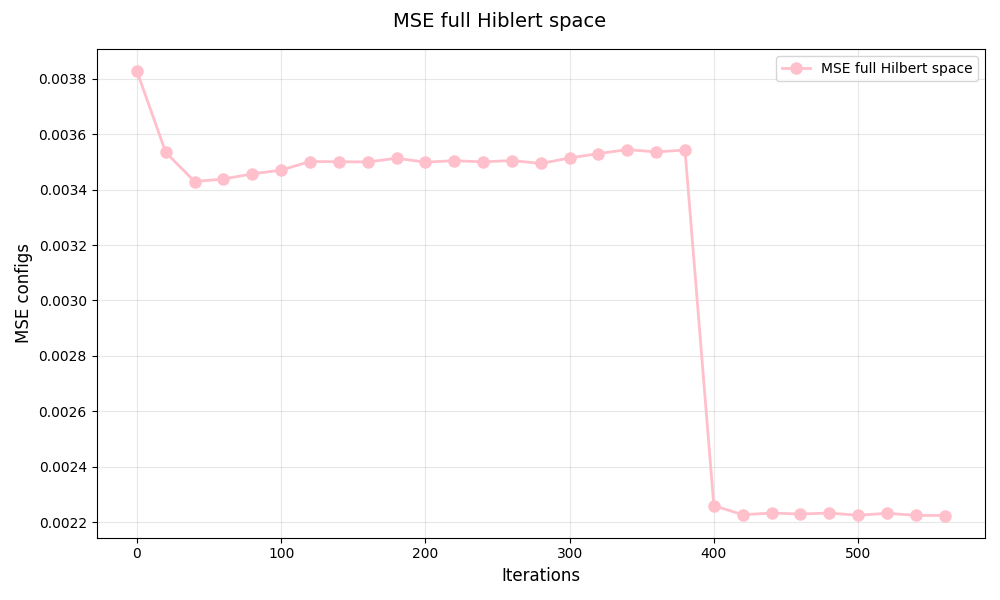 MSE full Hiblert space
MSE full Hilbert space
MSE configs
0.0038
0.0036
0.0034
0.0032
0.0030
0.0028
0.0026
0.0024
0.0022
0 100 200 300 400 500
Iterations